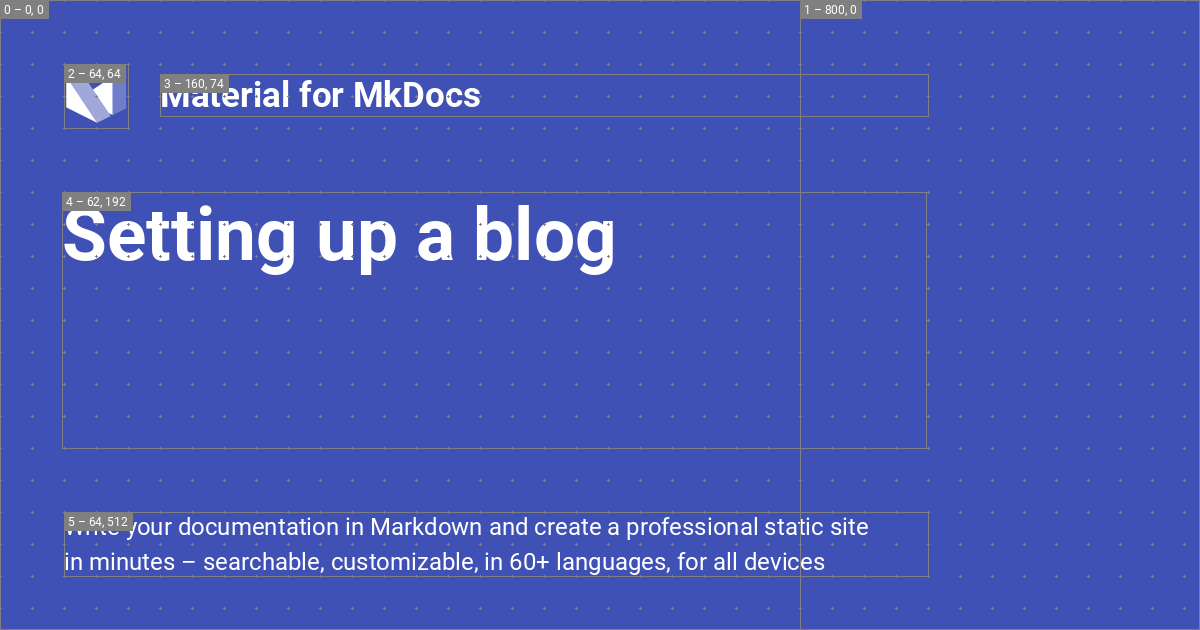 0 – 0, 0
1 – 800, 0
2 – 64, 64
3 – 160, 74
Material for MkDocs
4 – 62, 192
Setting up a blog
5 – 64, 512
Write your documentation in Markdown and create a professional static site
in minutes – searchable, customizable, in 60+ languages, for all devices